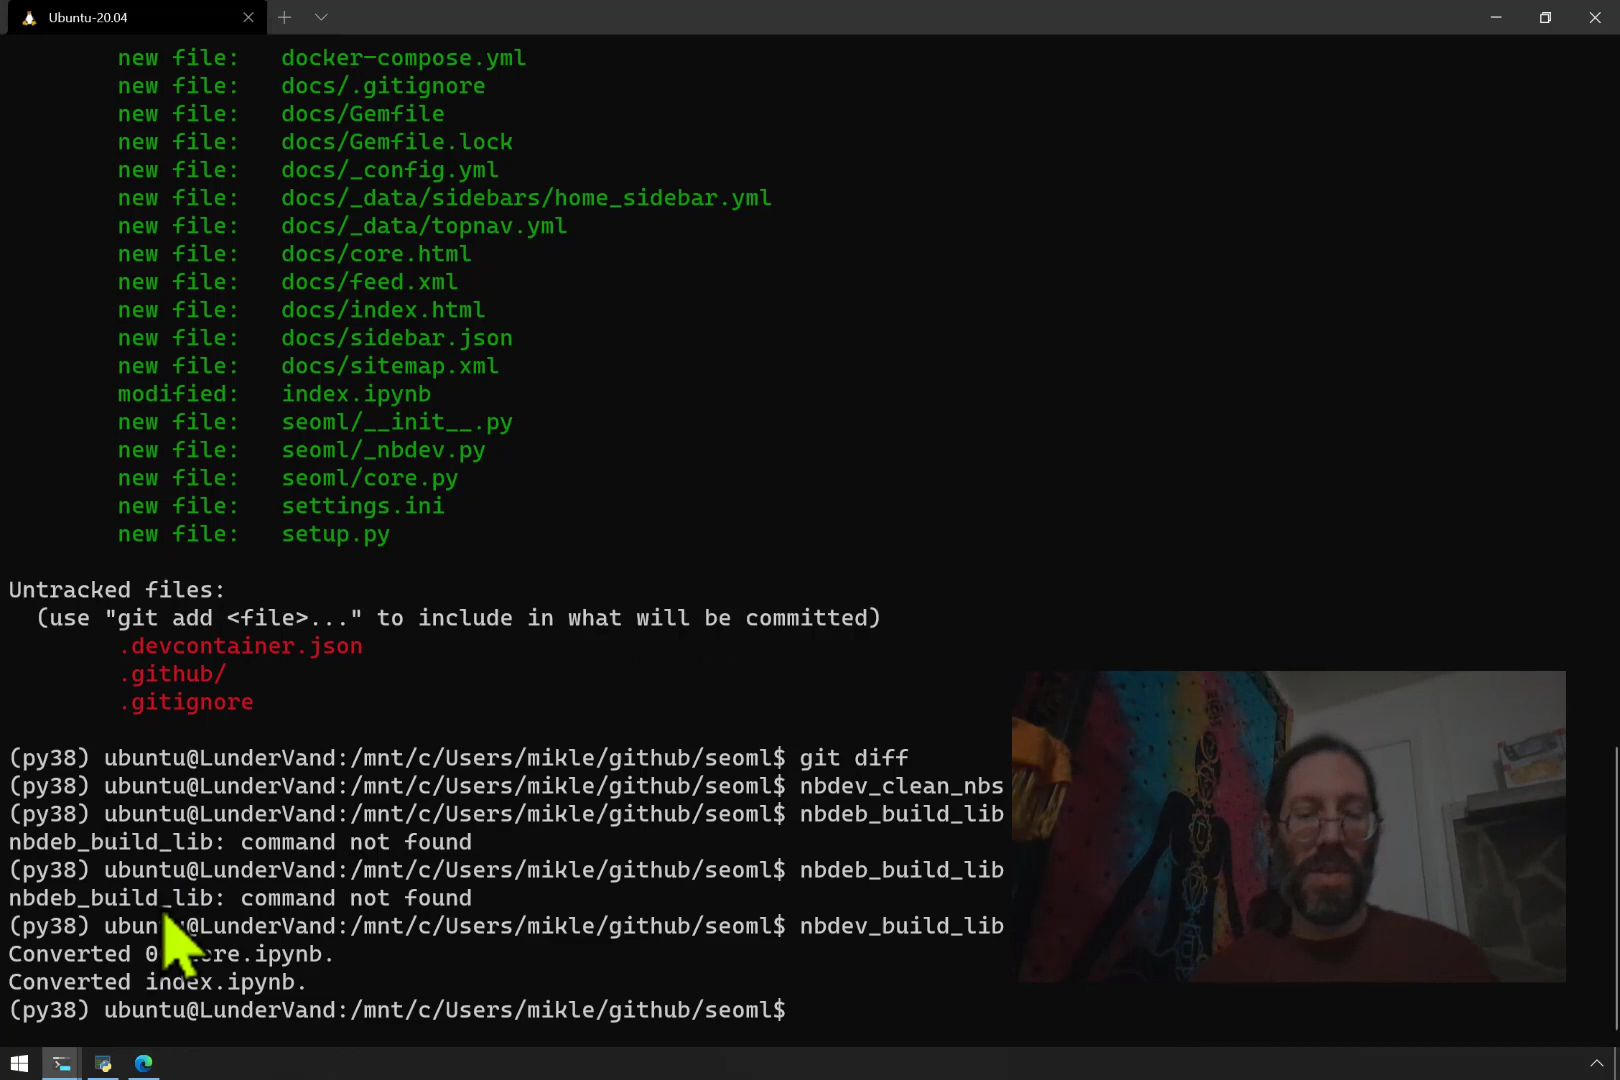 Ubuntu-20.04
new file:   docker-compose.yml
new file:   docs/.gitignore
new file:   docs/Gemfile
new file:   docs/Gemfile.lock
new file:   docs/_config.yml
new file:   docs/_data/sidebars/home_sidebar.yml
new file:   docs/_data/topnav.yml
new file:   docs/core.html
new file:   docs/feed.xml
new file:   docs/index.html
new file:   docs/sidebar.json
new file:   docs/sitemap.xml
modified:   index.ipynb
new file:   seoml/__init__.py
new file:   seoml/_nbdev.py
new file:   seoml/core.py
new file:   settings.ini
new file:   setup.py
Untracked files:
(use "git add <file>..." to include in what will be committed)
.devcontainer.json
.github/
.gitignore
(py38) ubuntu@LunderVand:/mnt/c/Users/mikle/github/seoml$ git diff
(py38) ubuntu@LunderVand:/mnt/c/Users/mikle/github/seoml$ nbdev_clean_nbs
(py38) ubuntu@LunderVand:/mnt/c/Users/mikle/github/seoml$ nbdeb_build_lib
nbdeb_build_lib: command not found
(py38) ubuntu@LunderVand:/mnt/c/Users/mikle/github/seoml$ nbdeb_build_lib
nbdeb_build_lib: command not found
(py38) ubuntu@LunderVand:/mnt/c/Users/mikle/github/seoml$ nbdev_build_lib
Converted
Converted index.ipynb.
(py38) ubuntu@LunderVand:/mnt/c/Users/mikle/github/seoml$